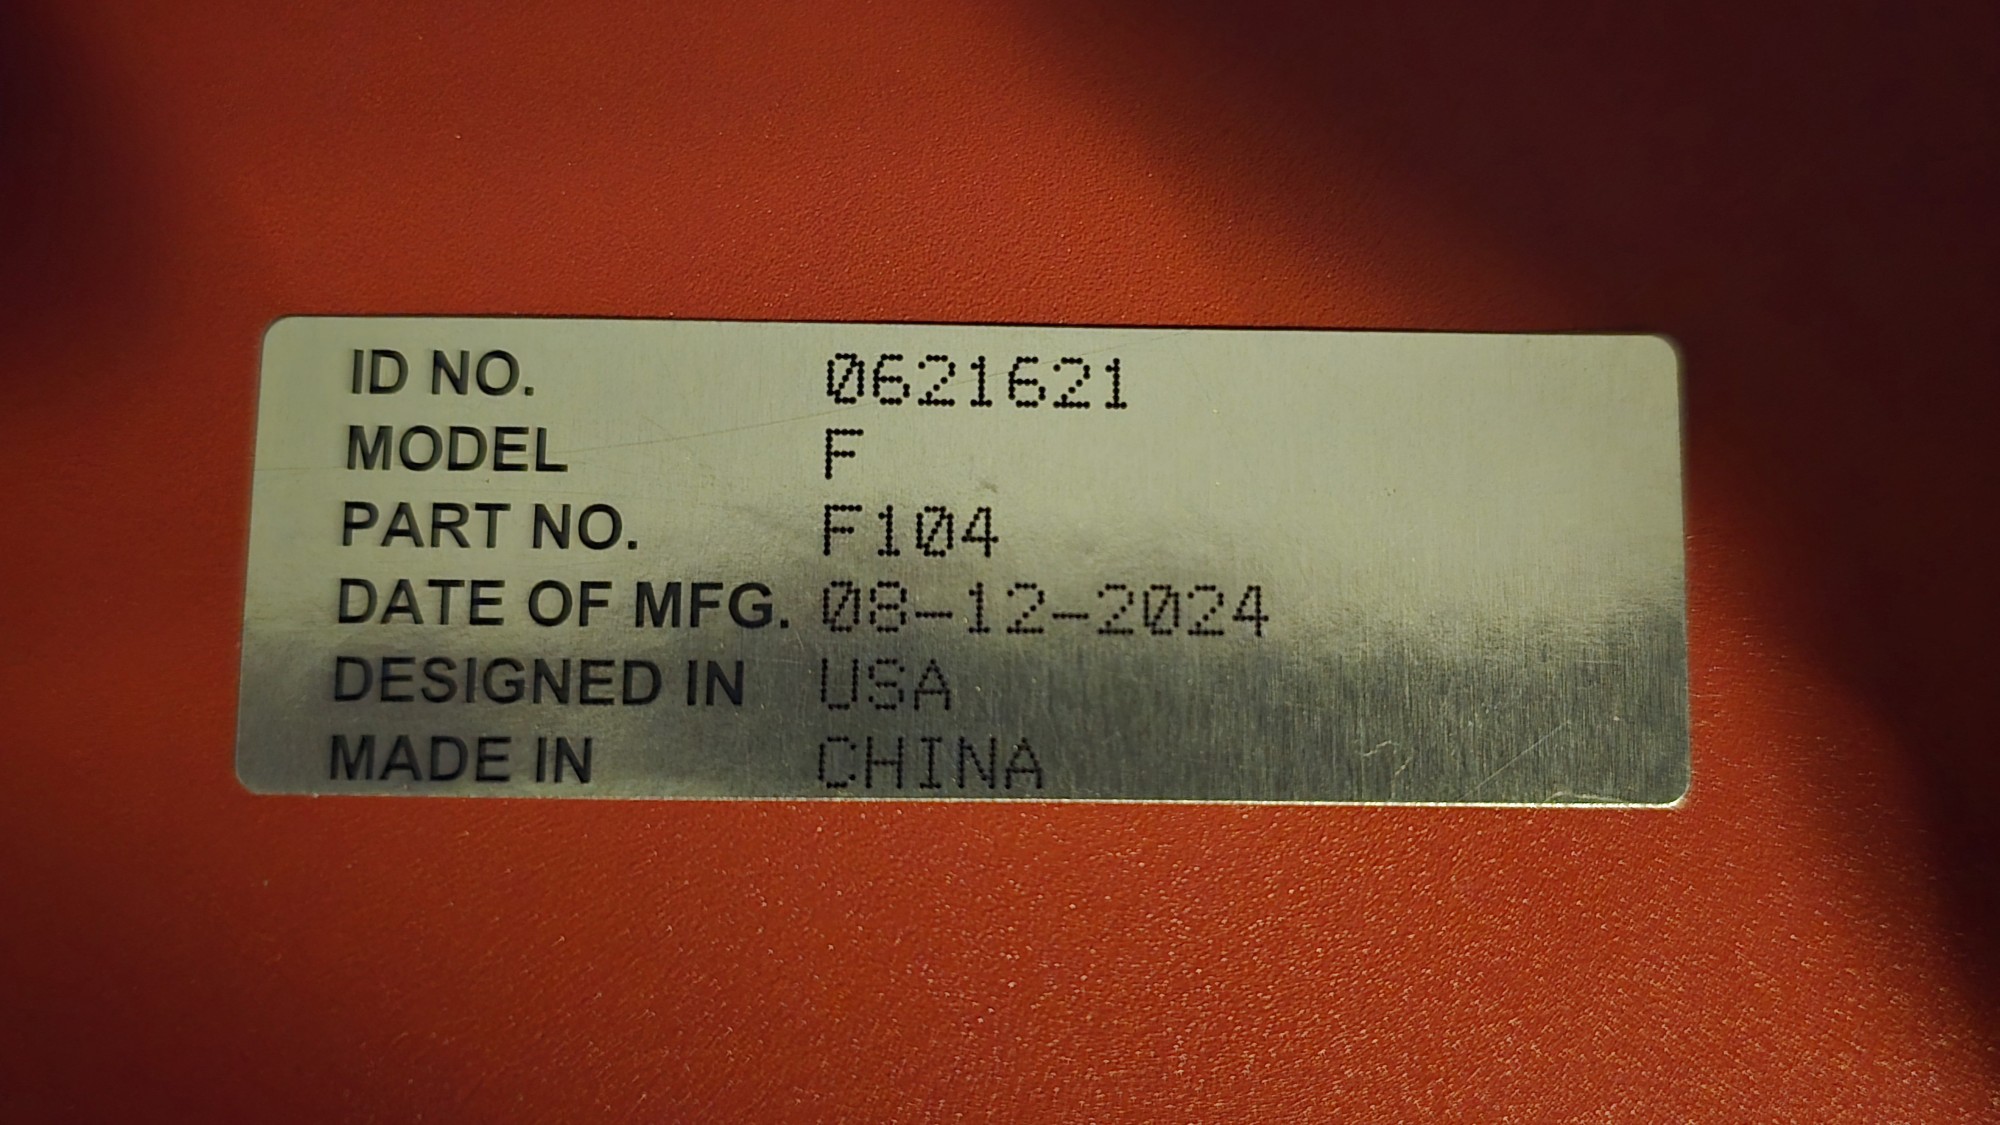 ID NO. 0621621
MODEL F
PART NO. F104
DATE OF MFG. 08-12-2024
DESIGNED IN USA
MADE IN CHINA